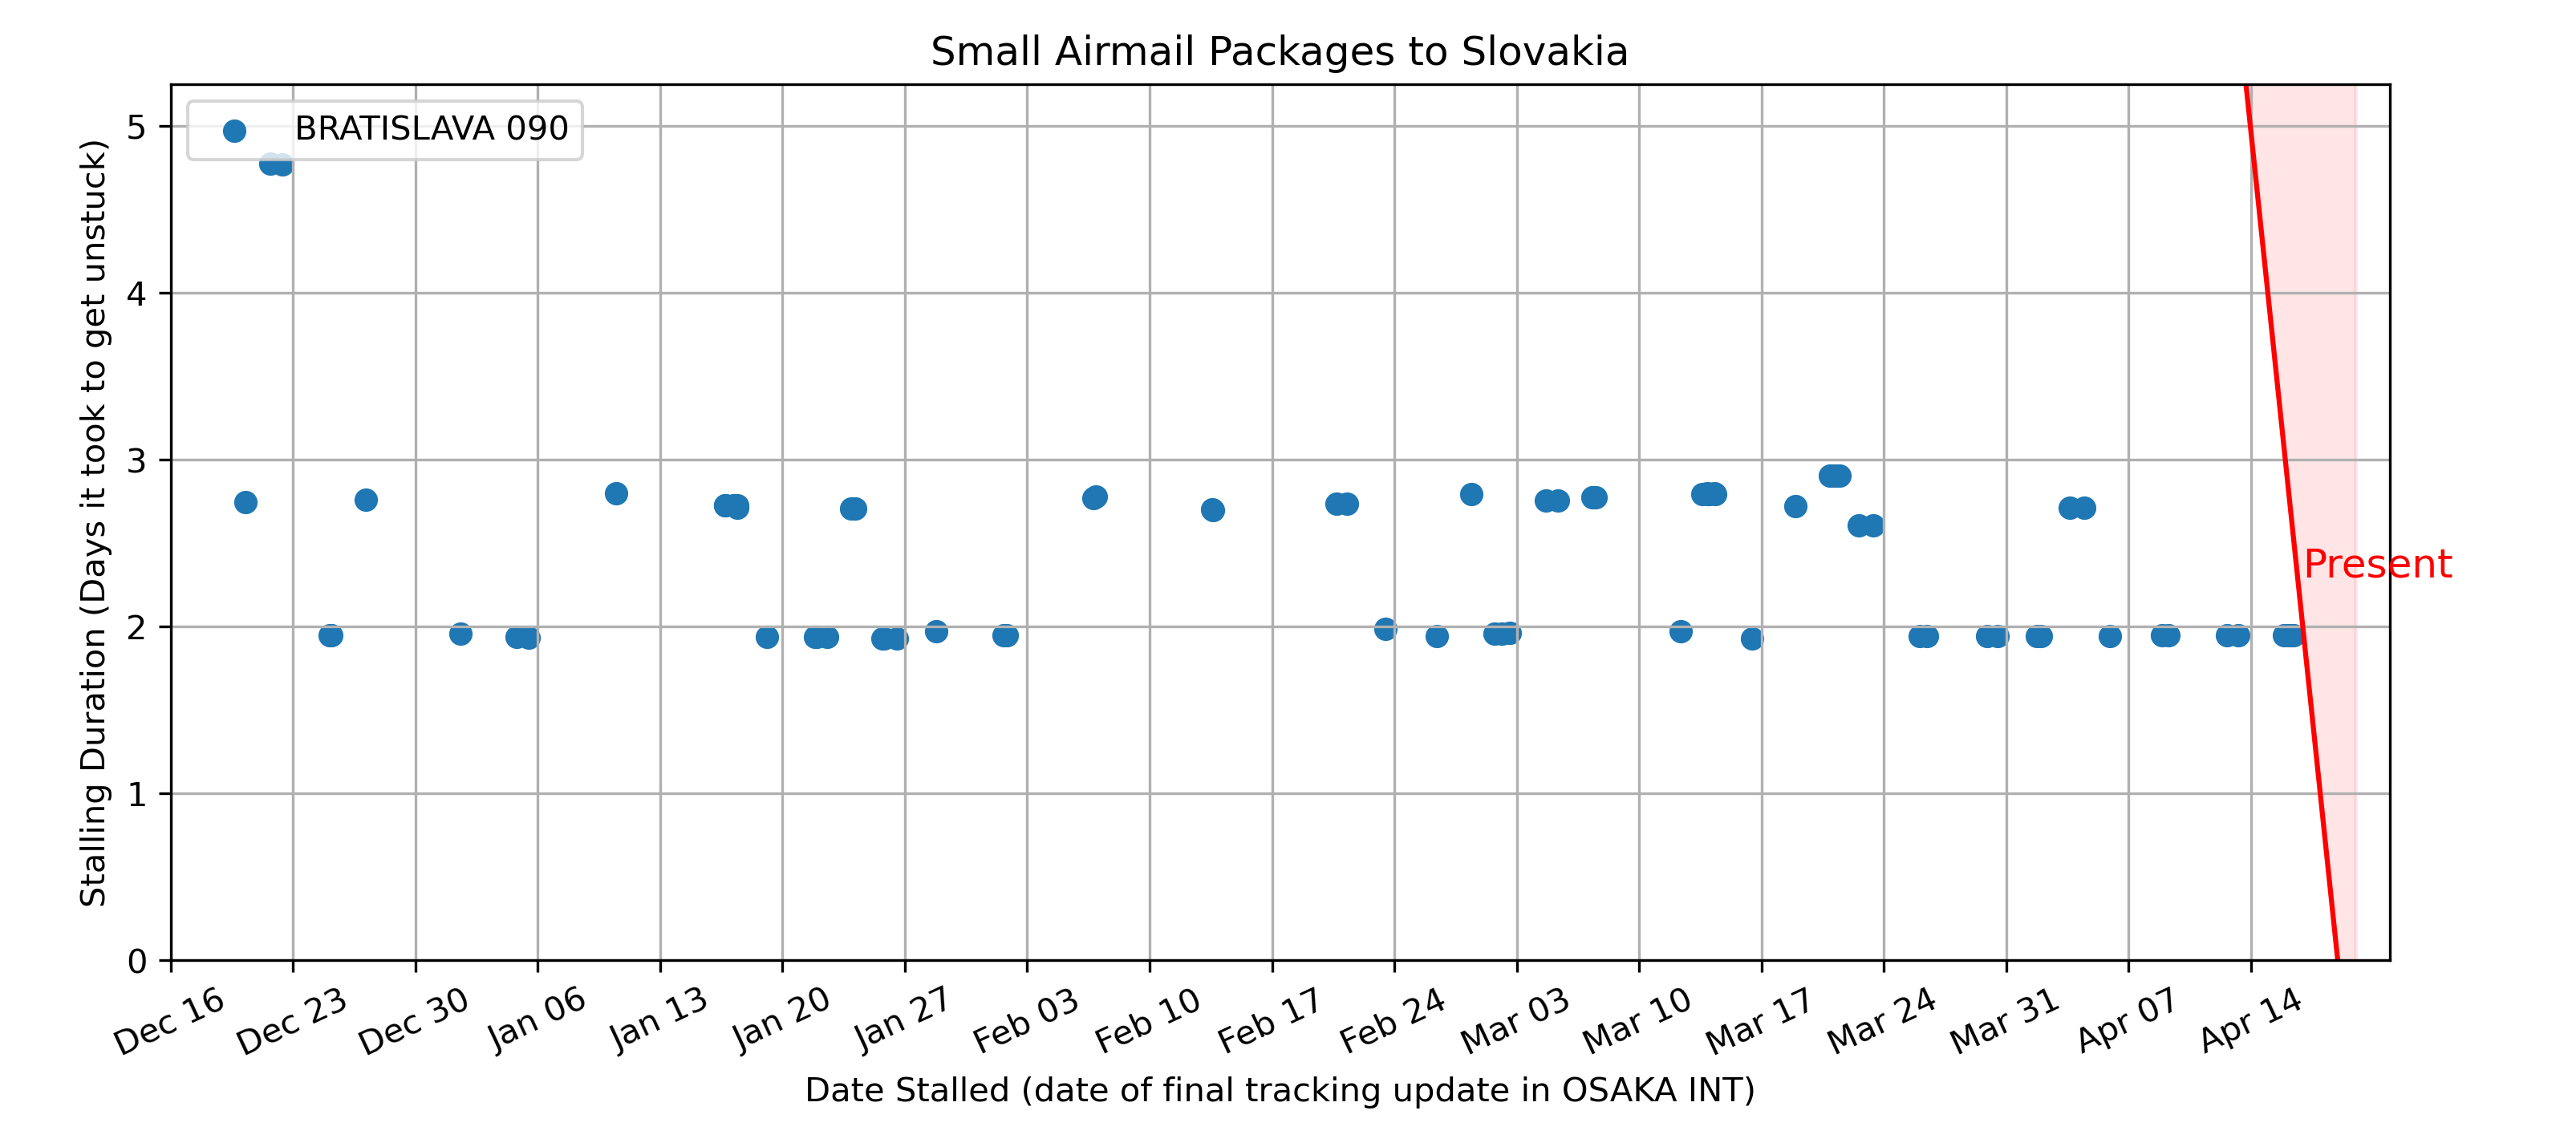 Small Airmail Packages to Slovakia
BRATISLAVA 090
5
4
3
2
1
0
Stalling Duration (Days it took to get unstuck)
Present
Dec 16
Dec 23
Dec 30
Jan 06
Jan 13
Jan 20
Jan 27
Feb 03
Feb 10
Feb 17
Feb 24
Mar 03
Mar 10
Mar 17
Mar 24
Mar 31
Apr 07
Apr 14
Date Stalled (date of final tracking update in OSAKA INT)